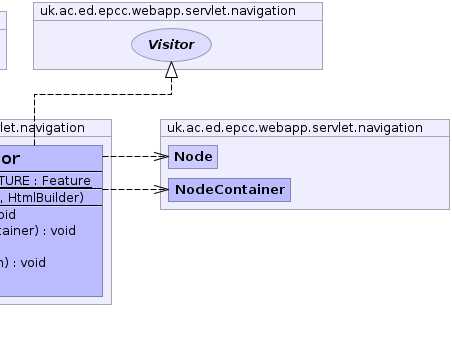 uk.ac.ed.epcc.webapp.servlet.navigation
Visitor
let.navigation
uk.ac.ed.epcc.webapp.servlet.navigation
or
Node
TURE : Feature
NodeContainer
, HtmlBuilder)
oid
tainer) : void
n) : void